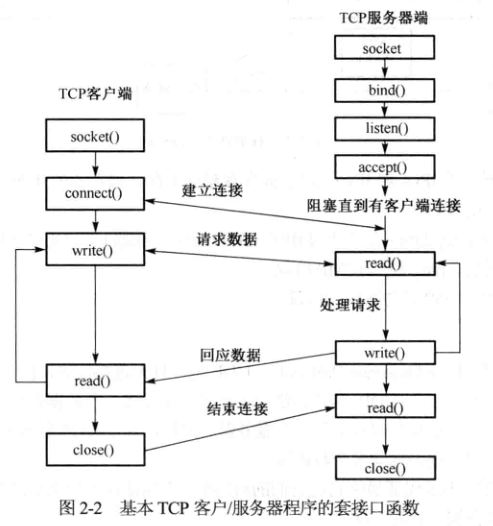 TCP服务器端
socket
bind()
listen()
accept()
阻塞直到有客户端连接
TCP客户端
socket()
connect()
建立连接
write()
请求数据
read()
处理请求
回应数据
write()
read()
结束连接
read()
close()
close()
图 2-2 基本 TCP 客户/服务器程序的套接口函数